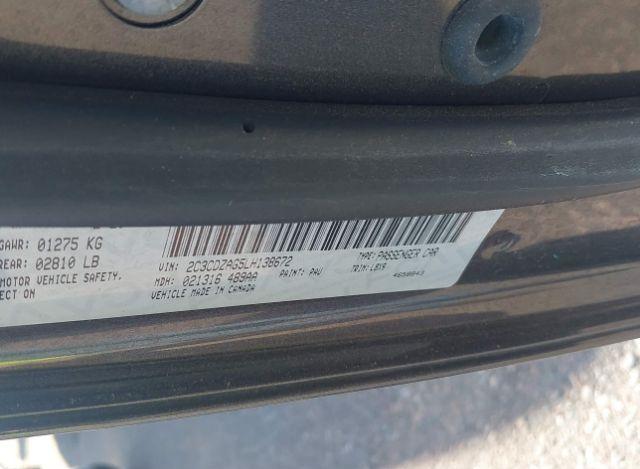 GAWR: 01275 KG
REAR: 02810 LB
MOTOR VEHICLE SAFETY.
ECT ON
VIN: 2C3CDZAG5LH138672
TYPE: PASSENGER CAR
MDH: 021316 489AA
PAINT: PAU
TRIM: LBX9
VEHICLE MADE IN CANADA